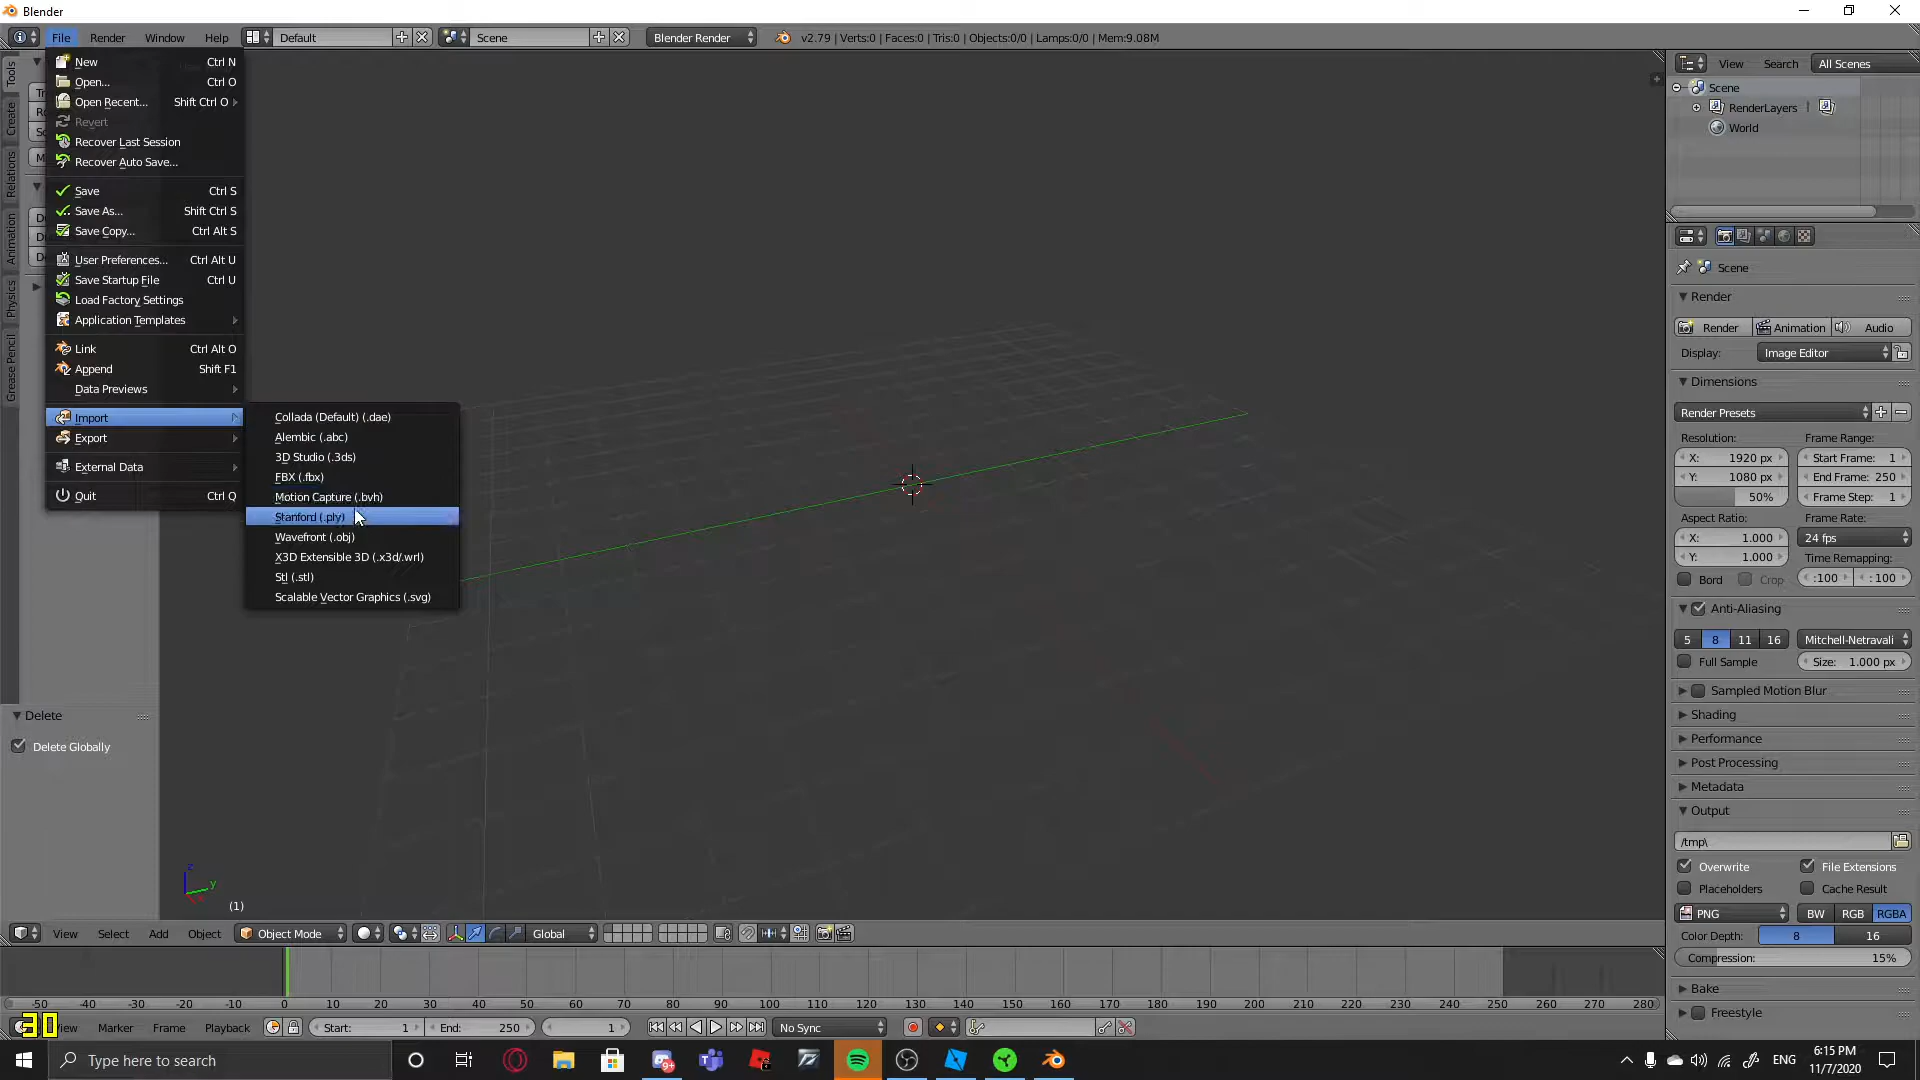 Blender
File Render Window Help Default Scene Blender Render v2.79 | Verts:0 | Faces:0 | Tris:0 | Objects:0/0 | Lamps:0/0 | Mem:9.08M
New Ctrl N
Open... Ctrl O
Open Recent... Shift Ctrl O
Revert
Recover Last Session
Recover Auto Save...
Save Ctrl S
Save As... Shift Ctrl S
Save Copy... Ctrl Alt S
User Preferences... Ctrl Alt U
Save Startup File Ctrl U
Load Factory Settings
Application Templates
Link Ctrl Alt O
Append Shift F1
Data Previews
Import
Export
External Data
Quit Ctrl Q
Collada (Default) (.dae)
Alembic (.abc)
3D Studio (.3ds)
FBX (.fbx)
Motion Capture (.bvh)
Stanford (.ply)
Wavefront (.obj)
X3D Extensible 3D (.x3d/.wrl)
Stl (.stl)
Scalable Vector Graphics (.svg)
Tools
Create
Relations
Animation
Physics
Grease Pencil
Delete
Delete Globally
z
y
x
(1)
View Select Add Object Object Mode Global
-50 -40 -30 -20 -10 0 10 20 30 40 50 60 70 80 90 100 110 120 130 140 150 160 170 180 190 200 210 220 230 240 250 260 270 280
30
View Marker Frame Playback Start: 1 End: 250 1 No Sync
View Search All Scenes
Scene
RenderLayers |
World
Scene
Render
Render Animation Audio
Display: Image Editor
Dimensions
Render Presets
Resolution: Frame Range:
X: 1920 px Start Frame: 1
Y: 1080 px End Frame: 250
50% Frame Step: 1
Aspect Ratio: Frame Rate:
X: 1.000 24 fps
Y: 1.000 Time Remapping:
Bord Crop :100 : 100
Anti-Aliasing
5 8 11 16 Mitchell-Netravali
Full Sample Size: 1.000 px
Sampled Motion Blur
Shading
Performance
Post Processing
Metadata
Output
/tmp\
Overwrite File Extensions
Placeholders Cache Result
PNG BW RGB RGBA
Color Depth: 8 16
Compression: 15%
Bake
Freestyle
Type here to search
9+
ENG
6:15 PM
11/7/2020